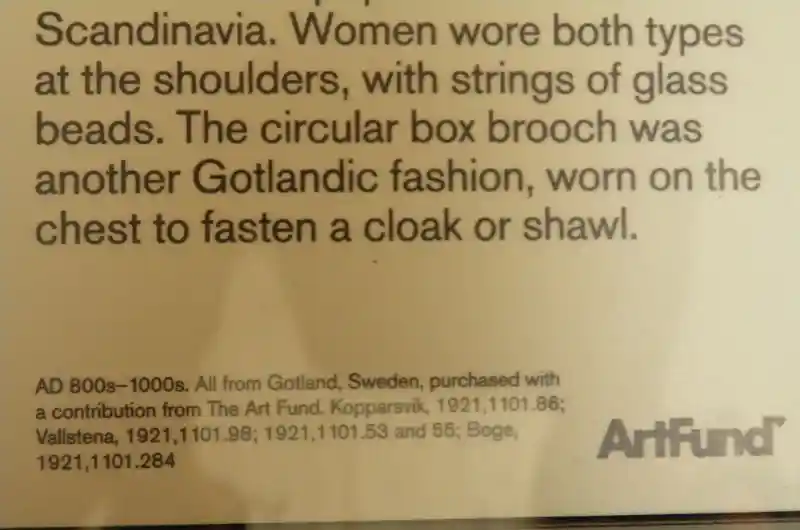 Scandinavia. Women wore both types
at the shoulders, with strings of glass
beads. The circular box brooch was
another Gotlandic fashion, worn on the
chest to fasten a cloak or shawl.
AD 800s–1000s. All from Gotland, Sweden, purchased with
a contribution from The Art Fund. Kopparsvik, 1921,1101.86;
Vallstena, 1921,1101.98; 1921,1101.53 and 55; Boge,
1921,1101.284
ArtFund